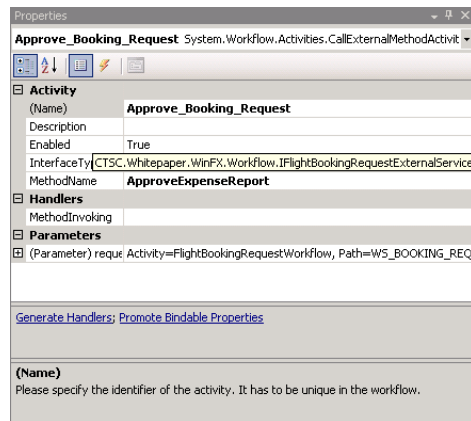 Properties
Approve_Booking_Request System.Workflow.Activities.CallExternalMethodActivit
Activity
(Name) Approve_Booking_Request
Description
Enabled True
InterfaceTy CTSC.Whitepaper.WinFX.Workflow.IFlightBookingRequestExternalService
MethodName ApproveExpenseReport
Handlers
MethodInvoking
Parameters
(Parameter) reque Activity=FlightBookingRequestWorkflow, Path=WS_BOOKING_REQ
Generate Handlers; Promote Bindable Properties
(Name)
Please specify the identifier of the activity. It has to be unique in the workflow.